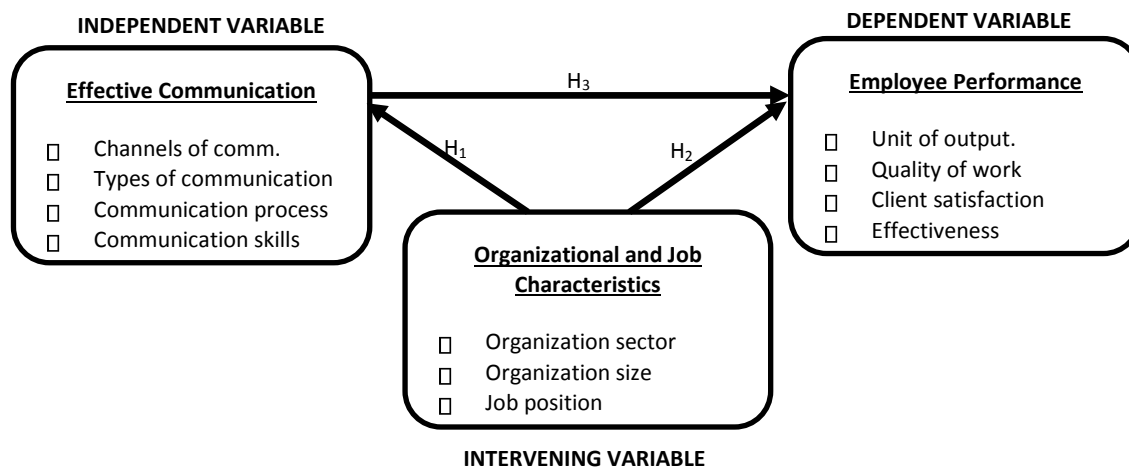 INDEPENDENT VARIABLE
Effective Communication
Channels of comm.
Types of communication
Communication process
Communication skills
H3
H1
H2
DEPENDENT VARIABLE
Employee Performance
Unit of output.
Quality of work
Client satisfaction
Effectiveness
Organizational and Job
Characteristics
Organization sector
Organization size
Job position
INTERVENING VARIABLE